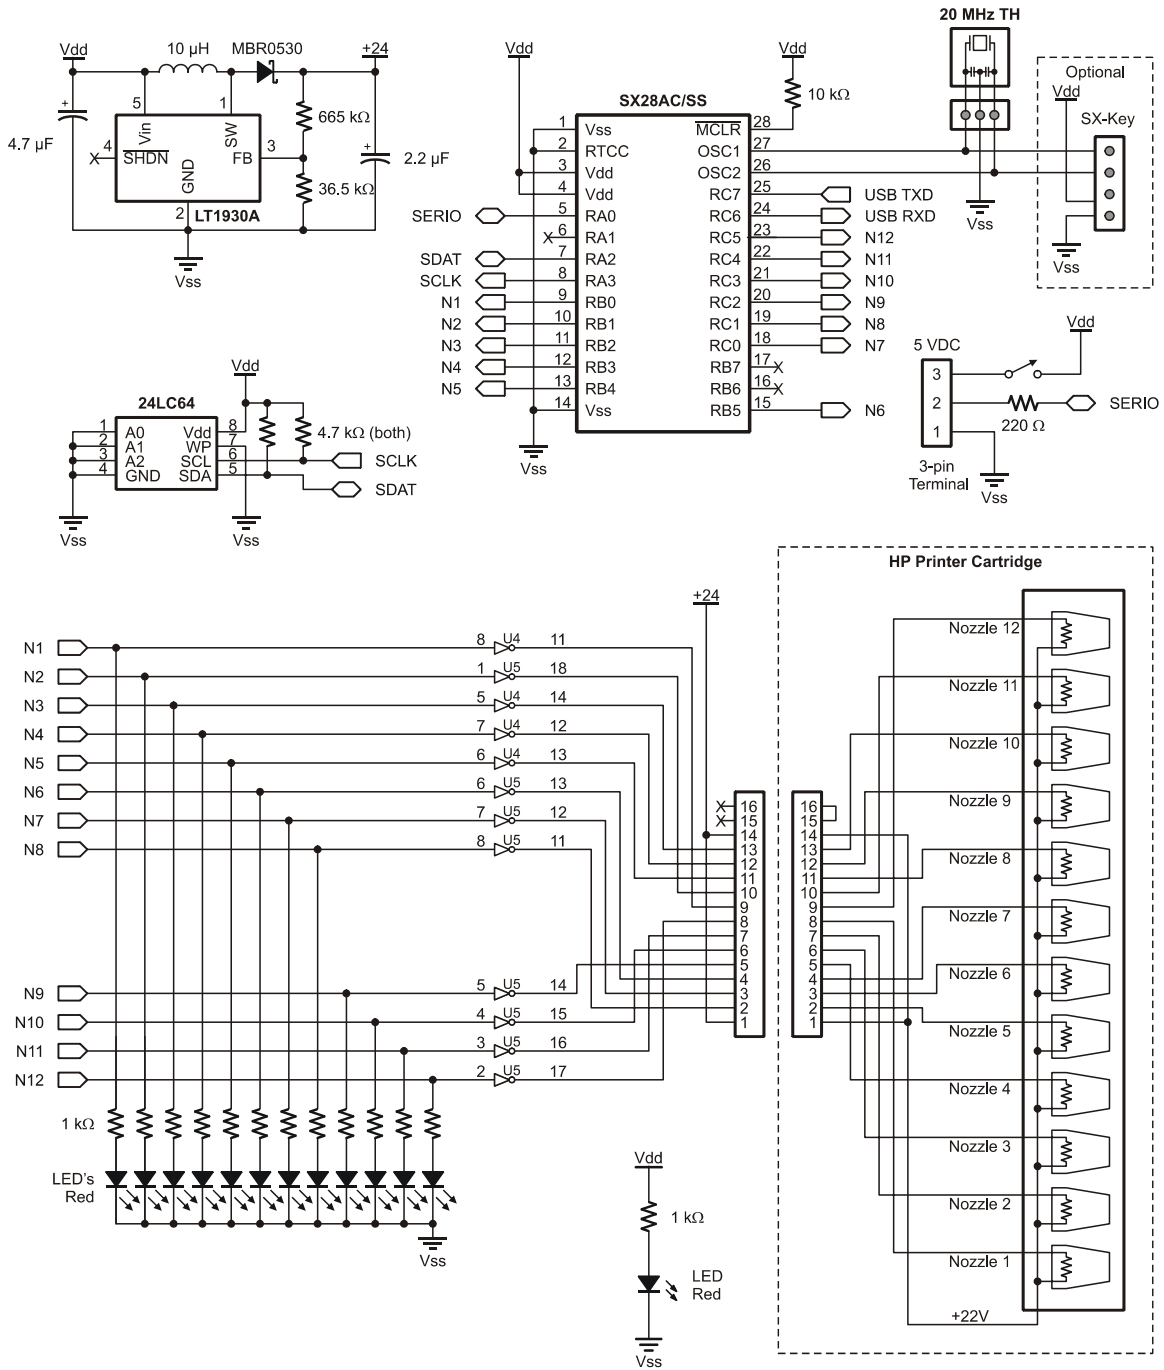 20 MHz TH
Vdd
10 µH
MBR0530
+24
Vdd
Vdd
Optional
Vdd
SX-Key
4.7 µF
5
1
Vin
SW
4
SHDN
FB
3
GND
2
LT1930A
665 kΩ
36.5 kΩ
2.2 µF
Vss
SX28AC/SS
10 kΩ
1 Vss
MCLR 28
2 RTCC
OSC1 27
3 Vdd
OSC2 26
4 Vdd
RC7 25 USB TXD
SERIO 5 RA0
RC6 24 USB RXD
6 RA1
RC5 23 N12
SDAT 7 RA2
RC4 22 N11
SCLK 8 RA3
RC3 21 N10
N1 9 RB0
RC2 20 N9
N2 10 RB1
RC1 19 N8
N3 11 RB2
RC0 18 N7
N4 12 RB3
RB7 17
N5 13 RB4
RB6 16
14 Vss
RB5 15 N6
Vss
Vss
Vss
5 VDC
Vdd
3
2
1
220 Ω
SERIO
3-pin
Terminal
Vss
Vdd
24LC64
1 A0
Vdd 8
2 A1
WP 7
3 A2
SCL 6
4 GND
SDA 5
4.7 kΩ (both)
SCLK
SDAT
Vss
Vss
HP Printer Cartridge
+24
N1 8 U4 11
N2 1 U5 18
N3 5 U4 14
N4 7 U4 12
N5 6 U4 13
N6 6 U5 13
N7 7 U5 12
N8 8 U5 11
N9 5 U5 14
N10 4 U5 15
N11 3 U5 16
N12 2 U5 17
16
15
14
13
12
11
10
9
8
7
6
5
4
3
2
1
16
15
14
13
12
11
10
9
8
7
6
5
4
3
2
1
Nozzle 12
Nozzle 11
Nozzle 10
Nozzle 9
Nozzle 8
Nozzle 7
Nozzle 6
Nozzle 5
Nozzle 4
Nozzle 3
Nozzle 2
Nozzle 1
+22V
1 kΩ
LED's
Red
Vss
Vdd
1 kΩ
LED
Red
Vss